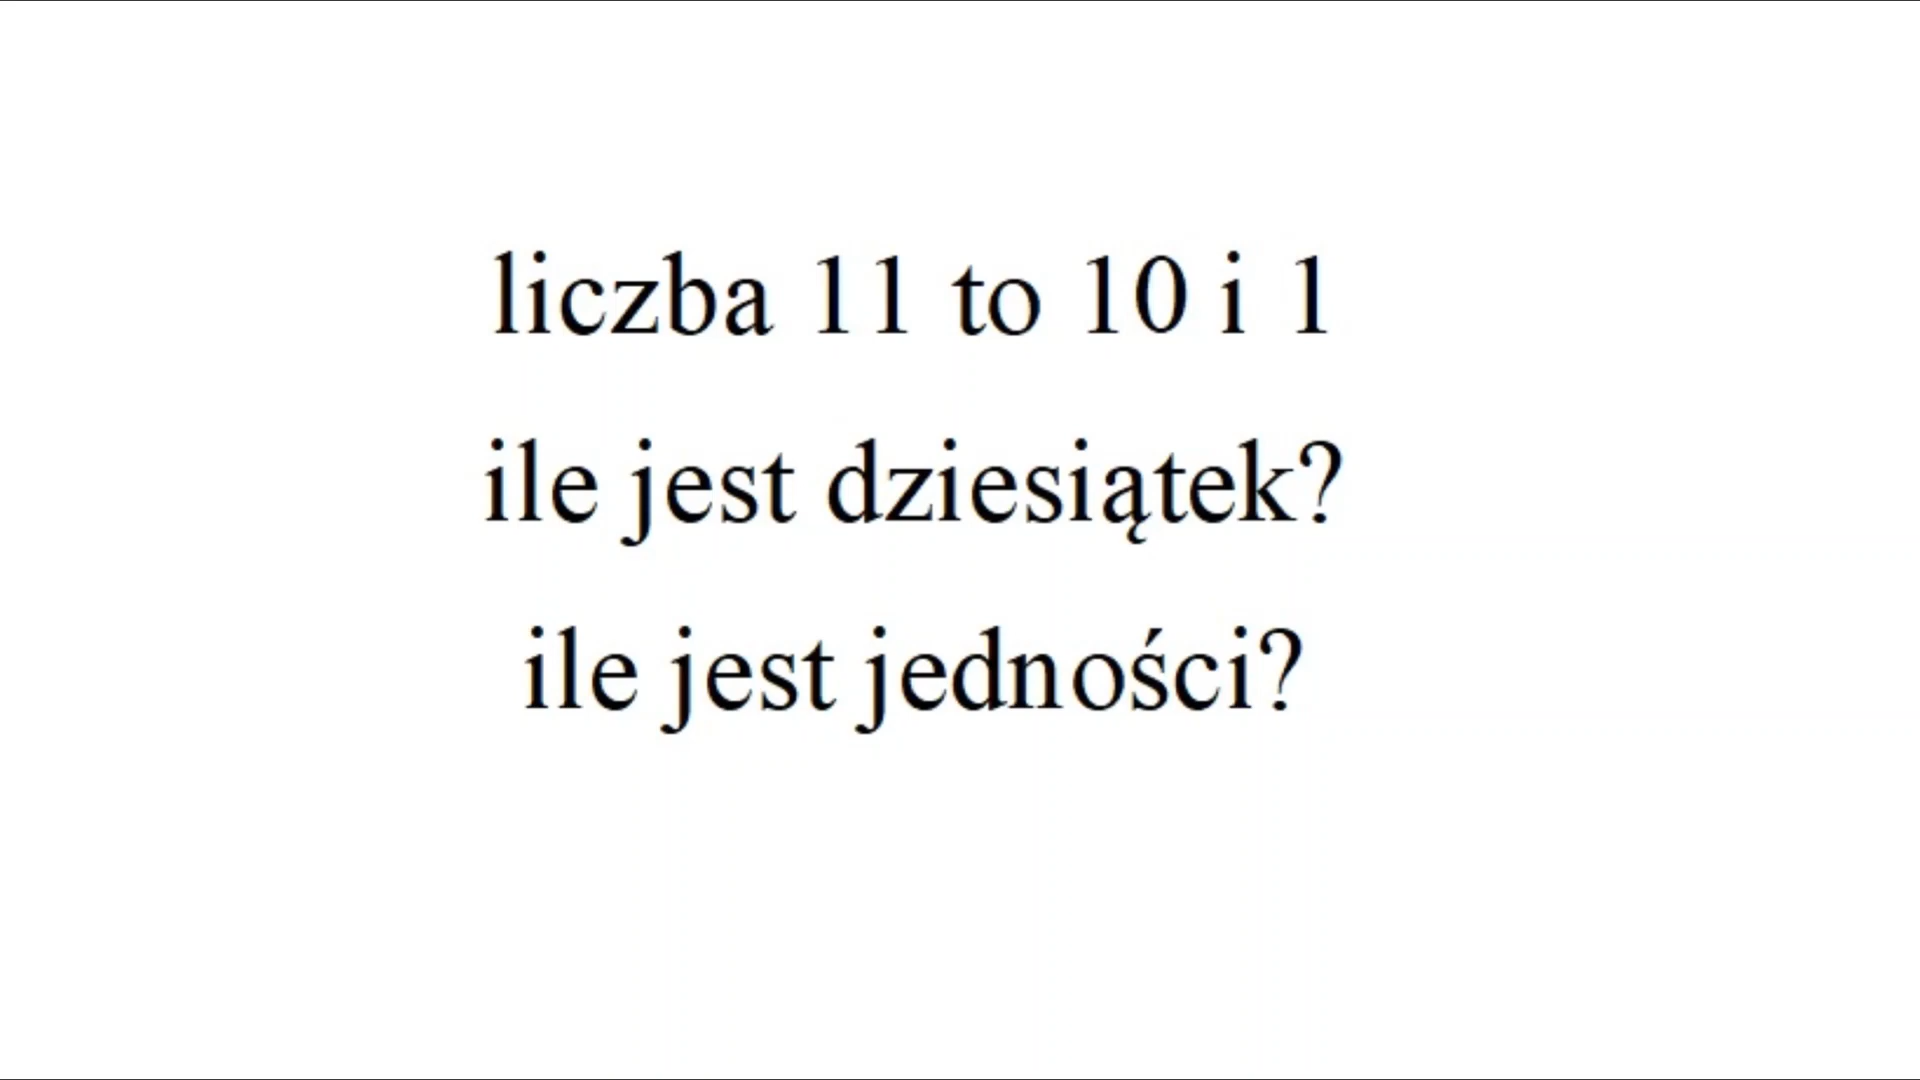 liczba 11 to 10 i 1
ile jest dziesiątek?
ile jest jedności?